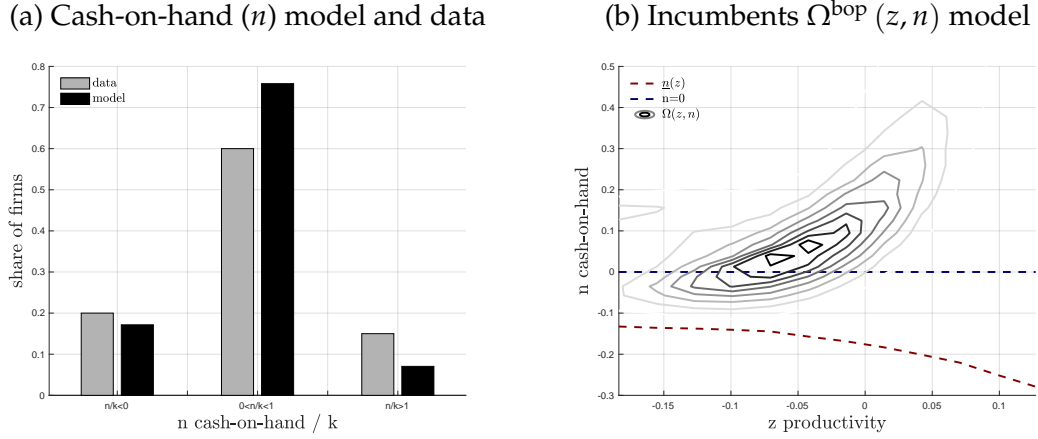 (a) Cash-on-hand (n) model and data
0.8
0.7
0.6
0.5
0.4
0.3
0.2
0.1
0
data
model
share of firms
n/k<0
0<n/k<1
n/k>1
n cash-on-hand / k
(b) Incumbents Ω^bop (z, n) model
0.5
0.4
0.3
0.2
0.1
0
-0.1
-0.2
-0.3
n(z)
n=0
Ω(z, n)
n cash-on-hand
-0.15
-0.1
-0.05
0
0.05
0.1
z productivity